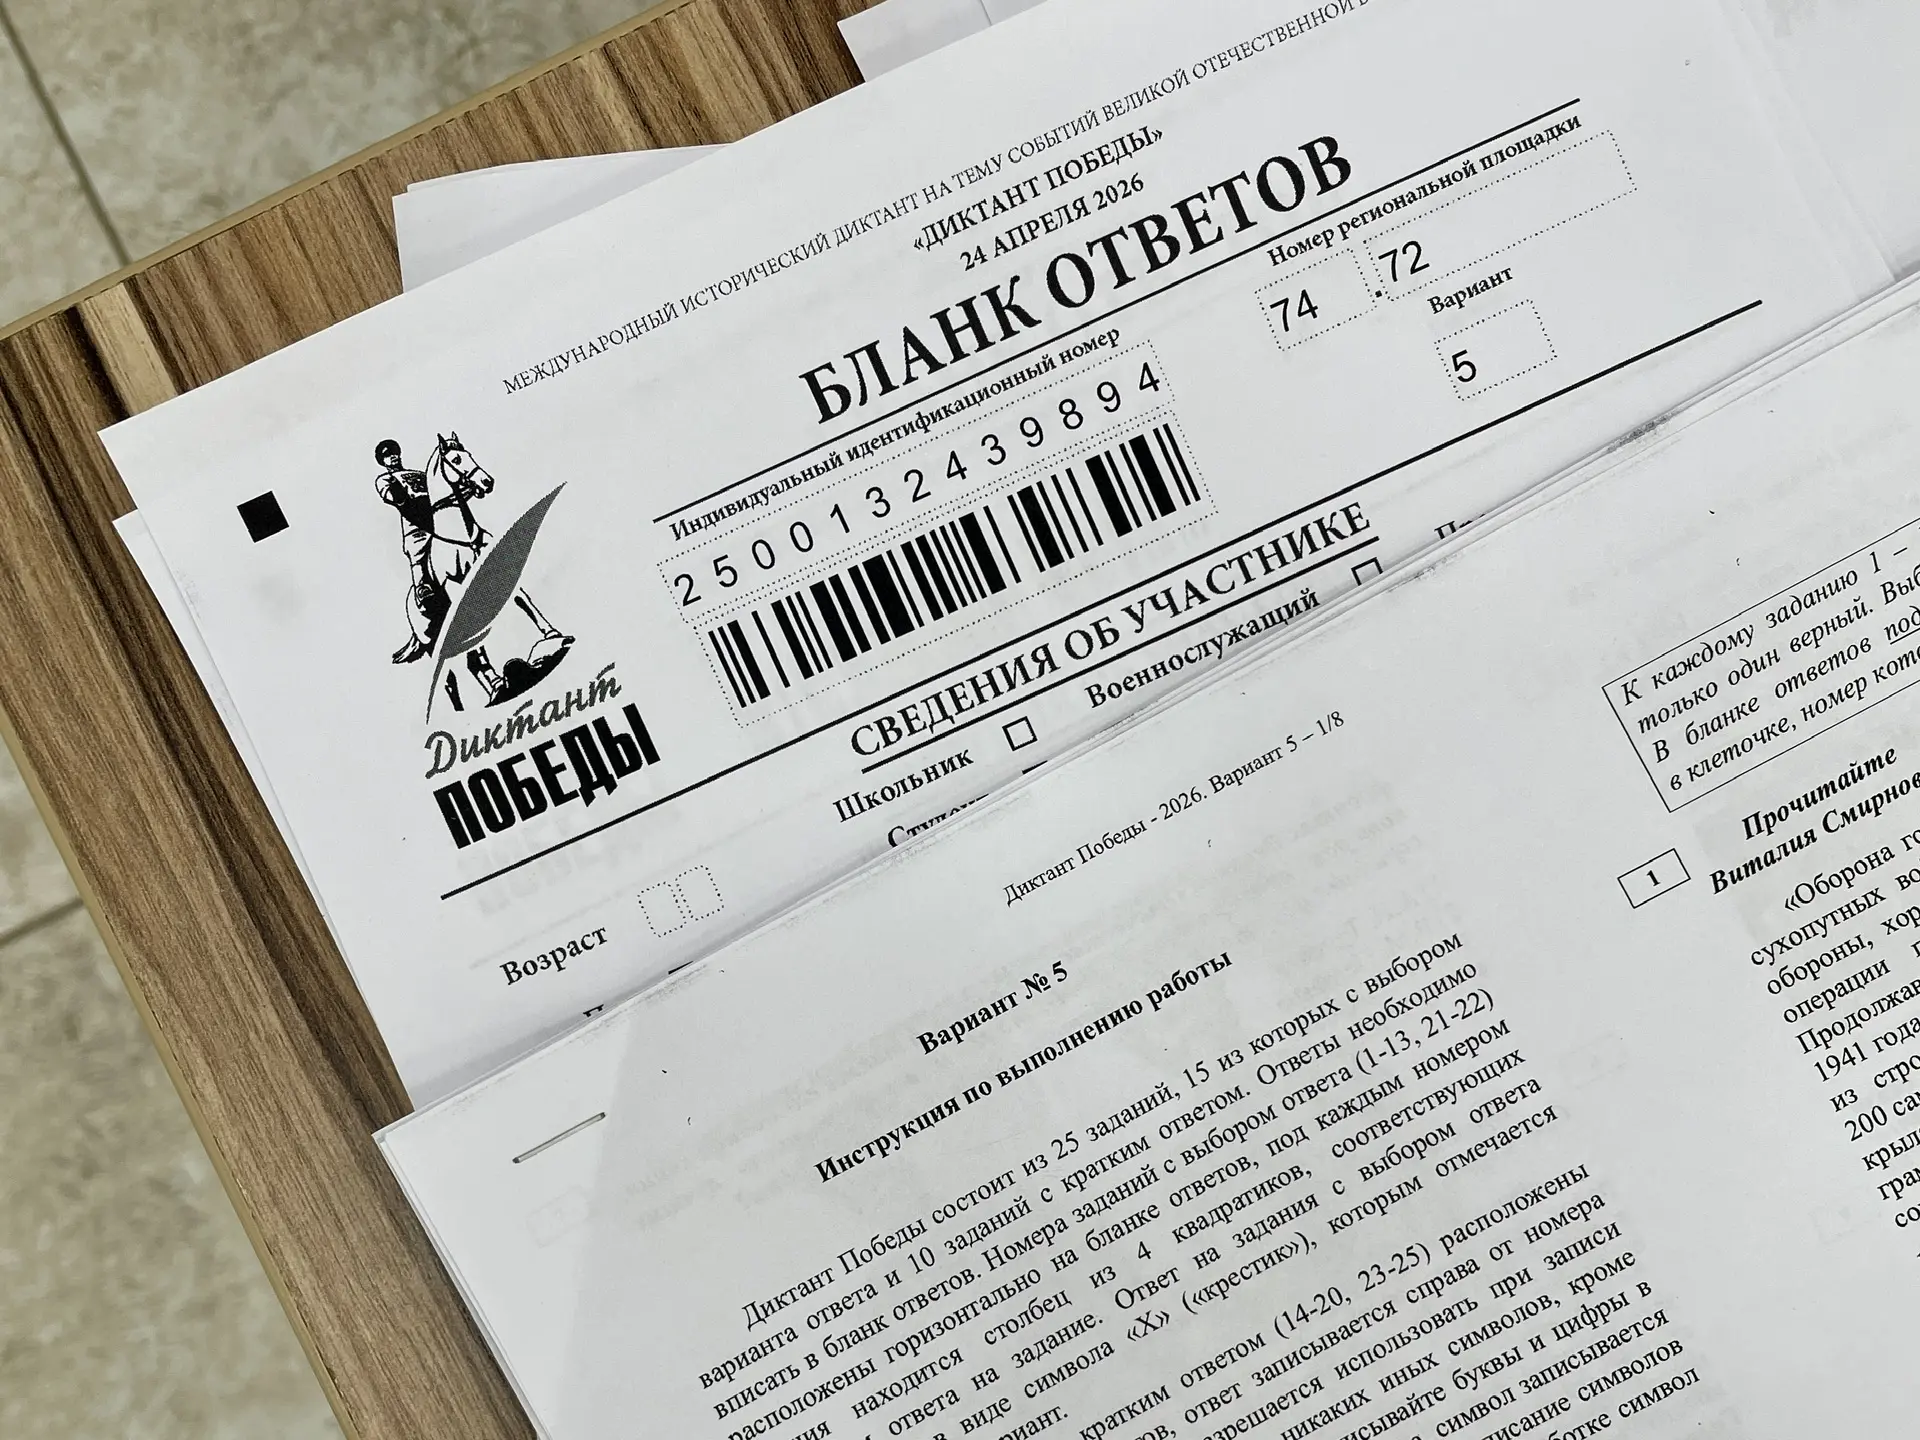 МЕЖДУНАРОДНЫЙ ИСТОРИЧЕСКИЙ ДИКТАНТ НА ТЕМУ СОБЫТИЙ ВЕЛИКОЙ ОТЕЧЕСТВЕННОЙ
«ДИКТАНТ ПОБЕДЫ»
24 АПРЕЛЯ 2026
БЛАНК ОТВЕТОВ
Индивидуальный идентификационный номер
Номер региональной площадки
2500132439894
74 . 72
Вариант
5
Диктант
ПОБЕДЫ
СВЕДЕНИЯ ОБ УЧАСТНИКЕ
Школьник
Военнослужащий
Возраст
Диктант Победы - 2026. Вариант 5 – 1/8
Вариант № 5
Инструкция по выполнению работы
Диктант Победы состоит из 25 заданий, 15 из которых с выбором
варианта ответа и 10 заданий с кратким ответом. Ответы необходимо
вписать в бланк ответов. Номера заданий с выбором ответа (1-13, 21-22)
расположены горизонтально на бланке ответов, под каждым номером
находится столбец из 4 квадратиков, соответствующих
ответа на задание. Ответ на задания с выбором ответа
в виде символа «Х» («крестик»), которым отмечается
кратким ответом (14-20, 23-25) расположены
ответ записывается справа от номера
использовать при записи
никаких иных символов, кроме
буквы и цифры в
символ записывается
символов
символ
К каждому заданию 1 –
только один верный.
В бланке ответов
в клеточке, номер
1
Прочитайте
Виталия
«Оборона
сухопутных
обороны,
операции
1941 года
из
200